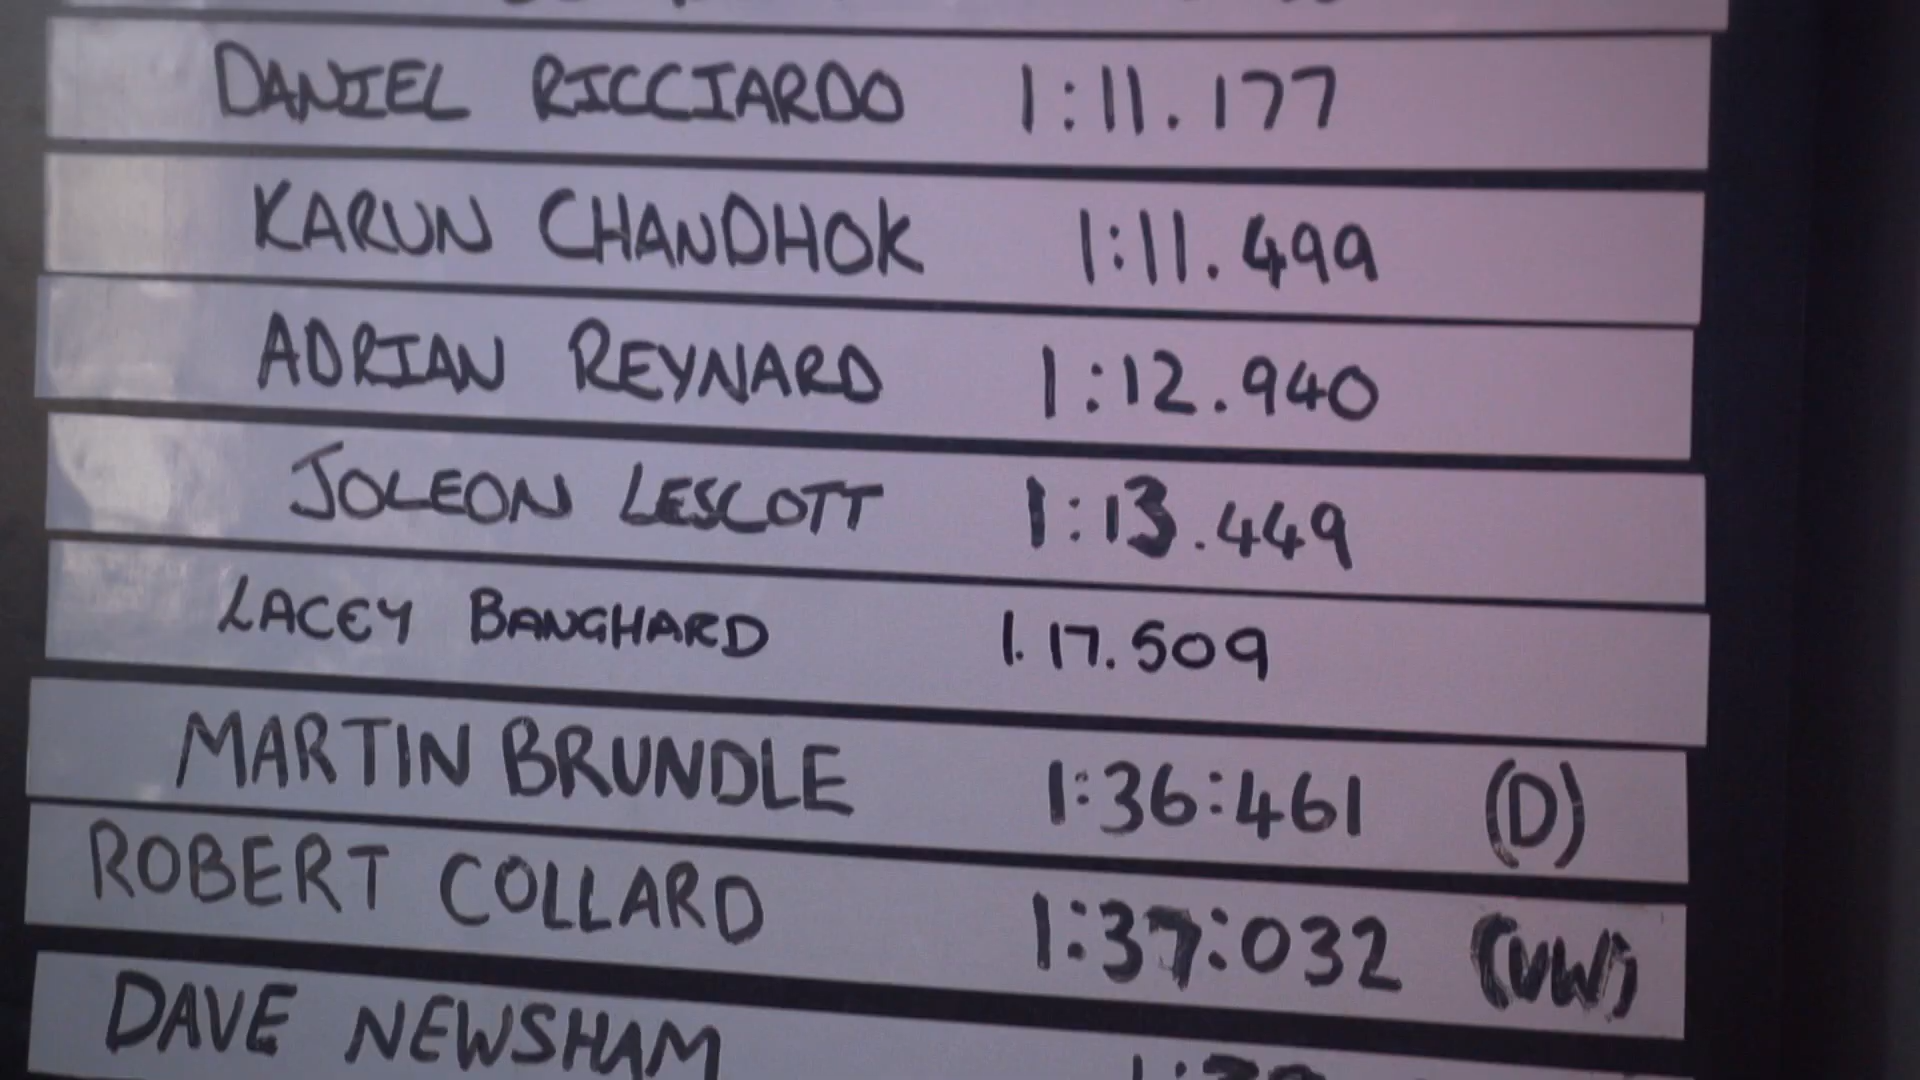 DANIEL RICCIARDO 1:11.177
KARUN CHANDHOK 1:11.499
ADRIAN REYNARD 1:12.940
JOLEON LESCOTT 1:13.449
LACEY BANGHARD 1.17.509
MARTIN BRUNDLE 1:36:461 (D)
ROBERT COLLARD 1:37:032 (VW)
DAVE NEWSHAM